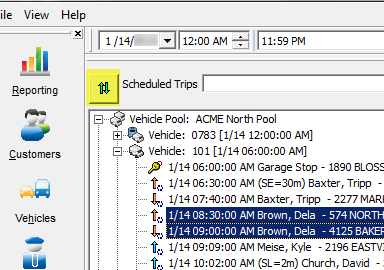 ile View Help
1 /14/ 12:00 AM 11:59 PM
Scheduled Trips
Reporting
Customers
Vehicles
Vehicle Pool: ACME North Pool
Vehicle: 0783 [1/14 12:00:00 AM]
Vehicle: 101 [1/14 06:00:00 AM]
1/14 06:00:00 AM Garage Stop - 1890 BLOSS
1/14 06:30:00 AM (SE=30m) Baxter, Tripp -
1/14 07:40:00 AM Baxter, Tripp - 2277 MARI
1/14 08:30:00 AM Brown, Dela - 574 NORTH
1/14 09:00:00 AM Brown, Dela - 4125 BAKER
1/14 09:09:00 AM Meise, Kyle - 2196 EASTVI
1/14 10:02:00 AM (SL=2m) Church, David -